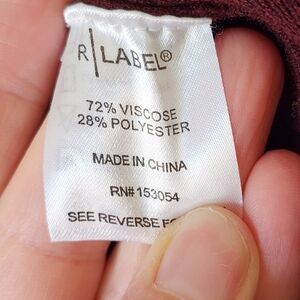 R | LABEL®
72% VISCOSE
28% POLYESTER
MADE IN CHINA
RN# 153054
SEE REVERSE